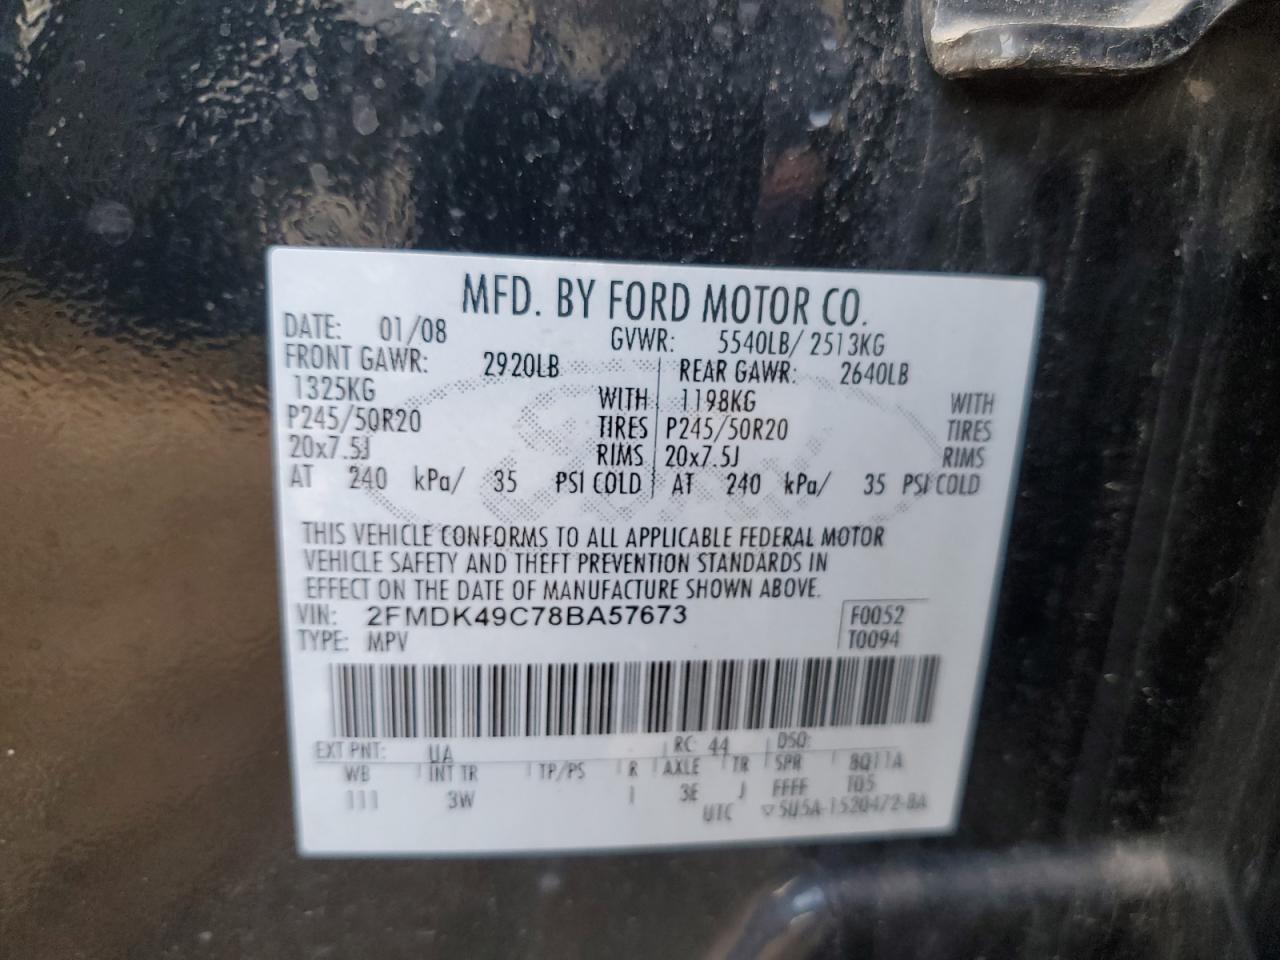 MFD. BY FORD MOTOR CO.
DATE: 01/08 GVWR: 5540LB/ 2513KG
FRONT GAWR: 2920LB REAR GAWR: 2640LB
1325KG WITH 1198KG WITH
P245/50R20 TIRES P245/50R20 TIRES
20x7.5J RIMS 20x7.5J RIMS
AT 240 kPa/ 35 PSI COLD AT 240 kPa/ 35 PSI COLD
THIS VEHICLE CONFORMS TO ALL APPLICABLE FEDERAL MOTOR
VEHICLE SAFETY AND THEFT PREVENTION STANDARDS IN
EFFECT ON THE DATE OF MANUFACTURE SHOWN ABOVE.
VIN: 2FMDK49C78BA57673 F0052
TYPE: MPV T0094
EXT PNT: UA RC: 44 DSO:
WB INT TR TP/PS R AXLE TR SPR 8Q11A
111 3W I 3E J FFFF T05
UTC ▽5U5A-1520472-BA